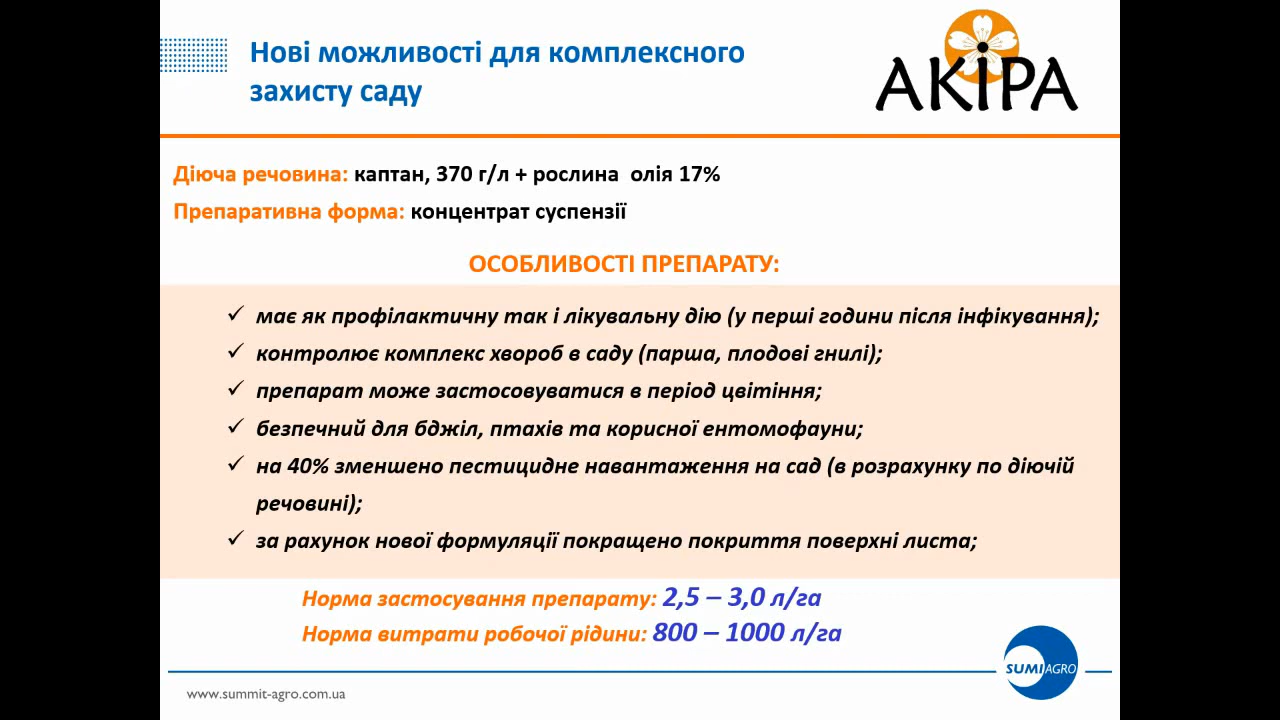 Нові можливості для комплексного
захисту саду
АКІРА
Діюча речовина: каптан, 370 г/л + рослина олія 17%
Препаративна форма: концентрат суспензії
ОСОБЛИВОСТІ ПРЕПАРАТУ:
✓ має як профілактичну так і лікувальну дію (у перші години після інфікування);
✓ контролює комплекс хвороб в саду (парша, плодові гнилі);
✓ препарат може застосовуватися в період цвітіння;
✓ безпечний для бджіл, птахів та корисної ентомофауни;
✓ на 40% зменшено пестицидне навантаження на сад (в розрахунку по діючій
речовині);
✓ за рахунок нової формуляції покращено покриття поверхні листа;
Норма застосування препарату: 2,5 – 3,0 л/га
Норма витрати робочої рідини: 800 – 1000 л/га
SUMIAGRO
www.summit-agro.com.ua